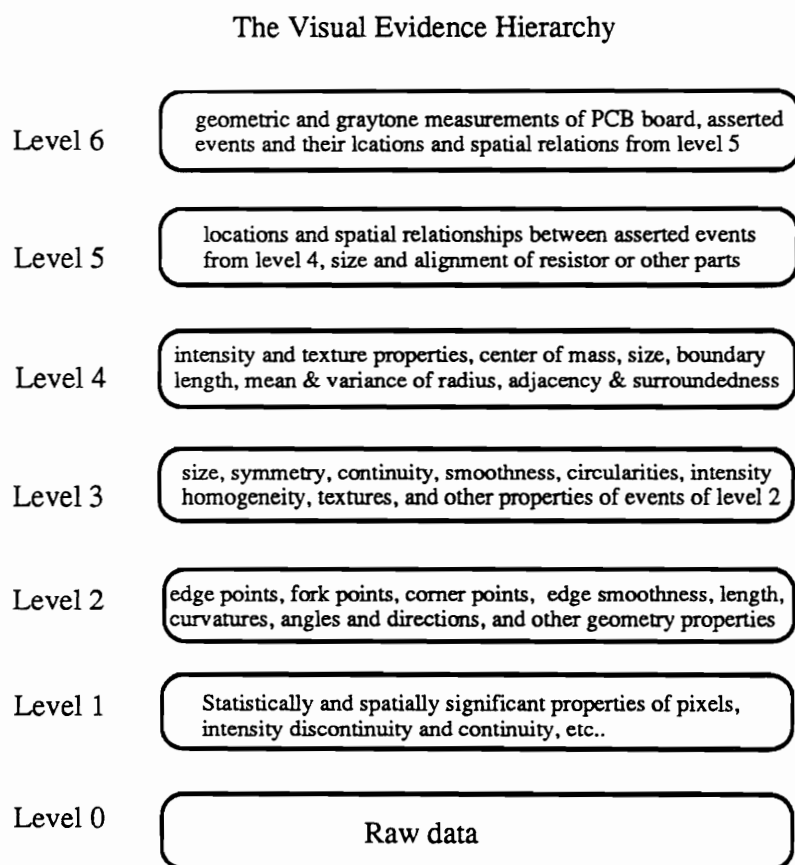 The Visual Evidence Hierarchy
Level 6
geometric and graytone measurements of PCB board, asserted
events and their lcations and spatial relations from level 5
Level 5
locations and spatial relationships between asserted events
from level 4, size and alignment of resistor or other parts
Level 4
intensity and texture properties, center of mass, size, boundary
length, mean & variance of radius, adjacency & surroundedness
Level 3
size, symmetry, continuity, smoothness, circularities, intensity
homogeneity, textures, and other properties of events of level 2
Level 2
edge points, fork points, corner points, edge smoothness, length,
curvatures, angles and directions, and other geometry properties
Level 1
Statistically and spatially significant properties of pixels,
intensity discontinuity and continuity, etc..
Level 0
Raw data